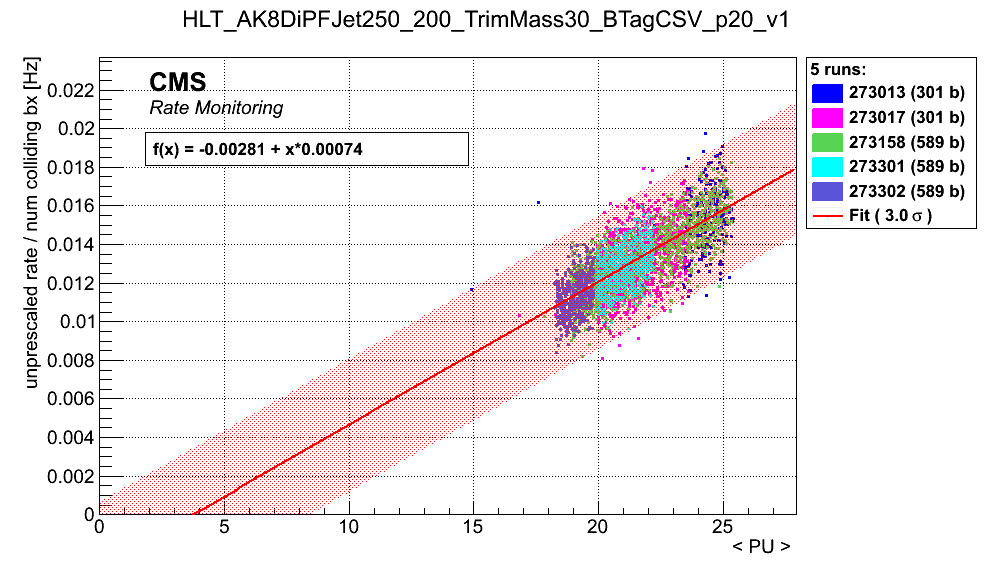 HLT_AK8DiPFJet250_200_TrimMass30_BTagCSV_p20_v1
unprescaled rate / num colliding bx [Hz]
CMS
Rate Monitoring
f(x) = -0.00281 + x*0.00074
0.022
0.02
0.018
0.016
0.014
0.012
0.01
0.008
0.006
0.004
0.002
0
0 5 10 15 20 25
< PU >
5 runs:
273013 (301 b)
273017 (301 b)
273158 (589 b)
273301 (589 b)
273302 (589 b)
Fit ( 3.0 σ )